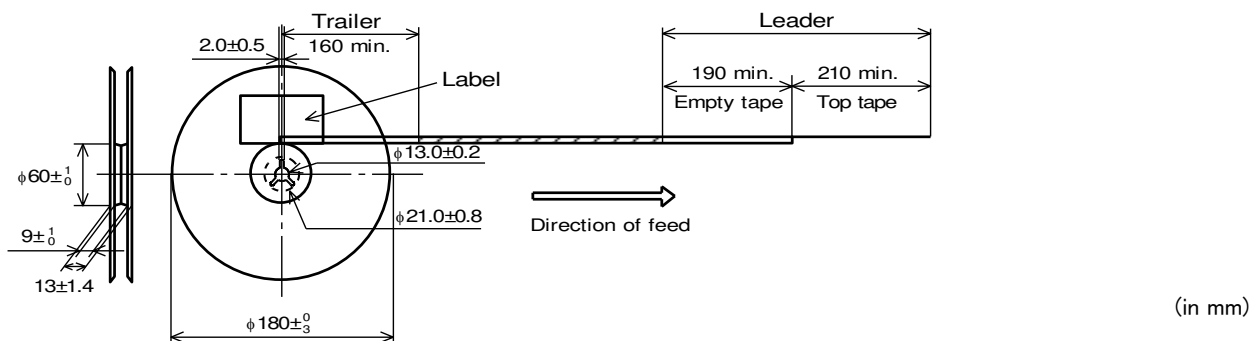 Trailer
Leader
2.0±0.5
160 min.
190 min.
210 min.
Label
Empty tape
Top tape
φ13.0±0.2
φ60±¹₀
φ21.0±0.8
Direction of feed
9±¹₀
13±1.4
(in mm)
φ180±⁰₃